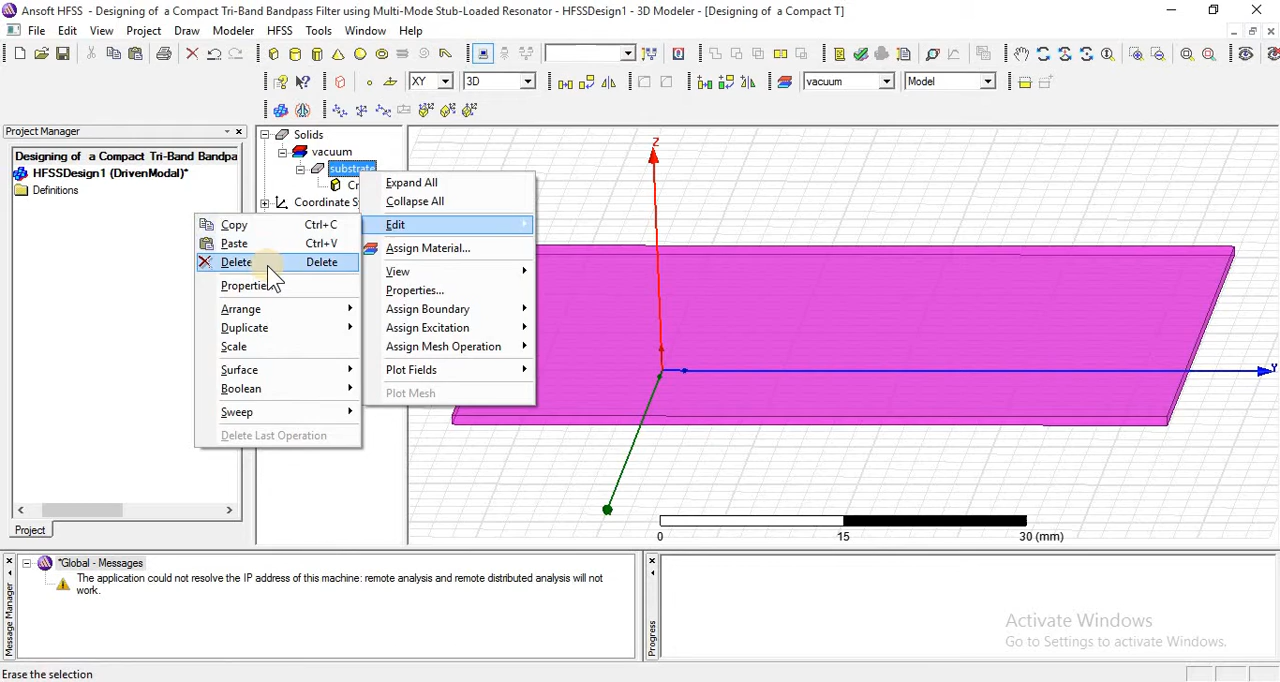 Ansoft HFSS - Designing of a Compact Tri-Band Bandpass Filter using Multi-Mode Stub-Loaded Resonator - HFSSDesign1 - 3D Modeler - [Designing of a Compact T]
File Edit View Project Draw Modeler HFSS Tools Window Help
XY 3D vacuum Model
Project Manager
Designing of a Compact Tri-Band Bandpa
HFSSDesign1 (DrivenModal)*
Definitions
Project
Solids
vacuum
substrate
Cr
Coordinate Sy
Expand All
Collapse All
Edit
Assign Material...
View
Properties...
Assign Boundary
Assign Excitation
Assign Mesh Operation
Plot Fields
Plot Mesh
Copy Ctrl+C
Paste Ctrl+V
Delete Delete
Properties
Arrange
Duplicate
Scale
Surface
Boolean
Sweep
Delete Last Operation
Z
Y
0 15 30 (mm)
Message Manager
*Global - Messages
The application could not resolve the IP address of this machine: remote analysis and remote distributed analysis will not
work.
Progress
Activate Windows
Go to Settings to activate Windows.
Erase the selection